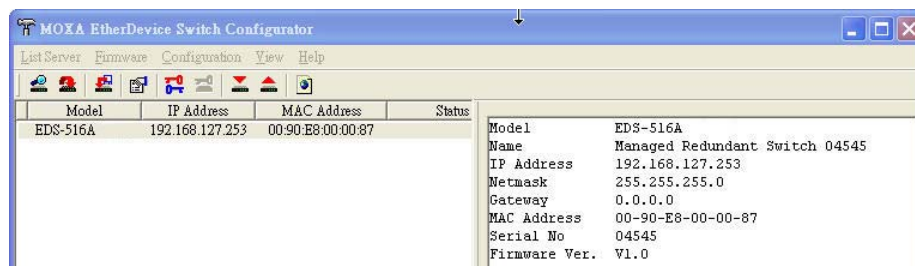 MOXA EtherDevice Switch Configurator
List Server Firmware Configuration View Help
Model IP Address MAC Address Status
EDS-516A 192.168.127.253 00:90:E8:00:00:87
Model EDS-516A
Name Managed Redundant Switch 04545
IP Address 192.168.127.253
Netmask 255.255.255.0
Gateway 0.0.0.0
MAC Address 00-90-E8-00-00-87
Serial No 04545
Firmware Ver. V1.0